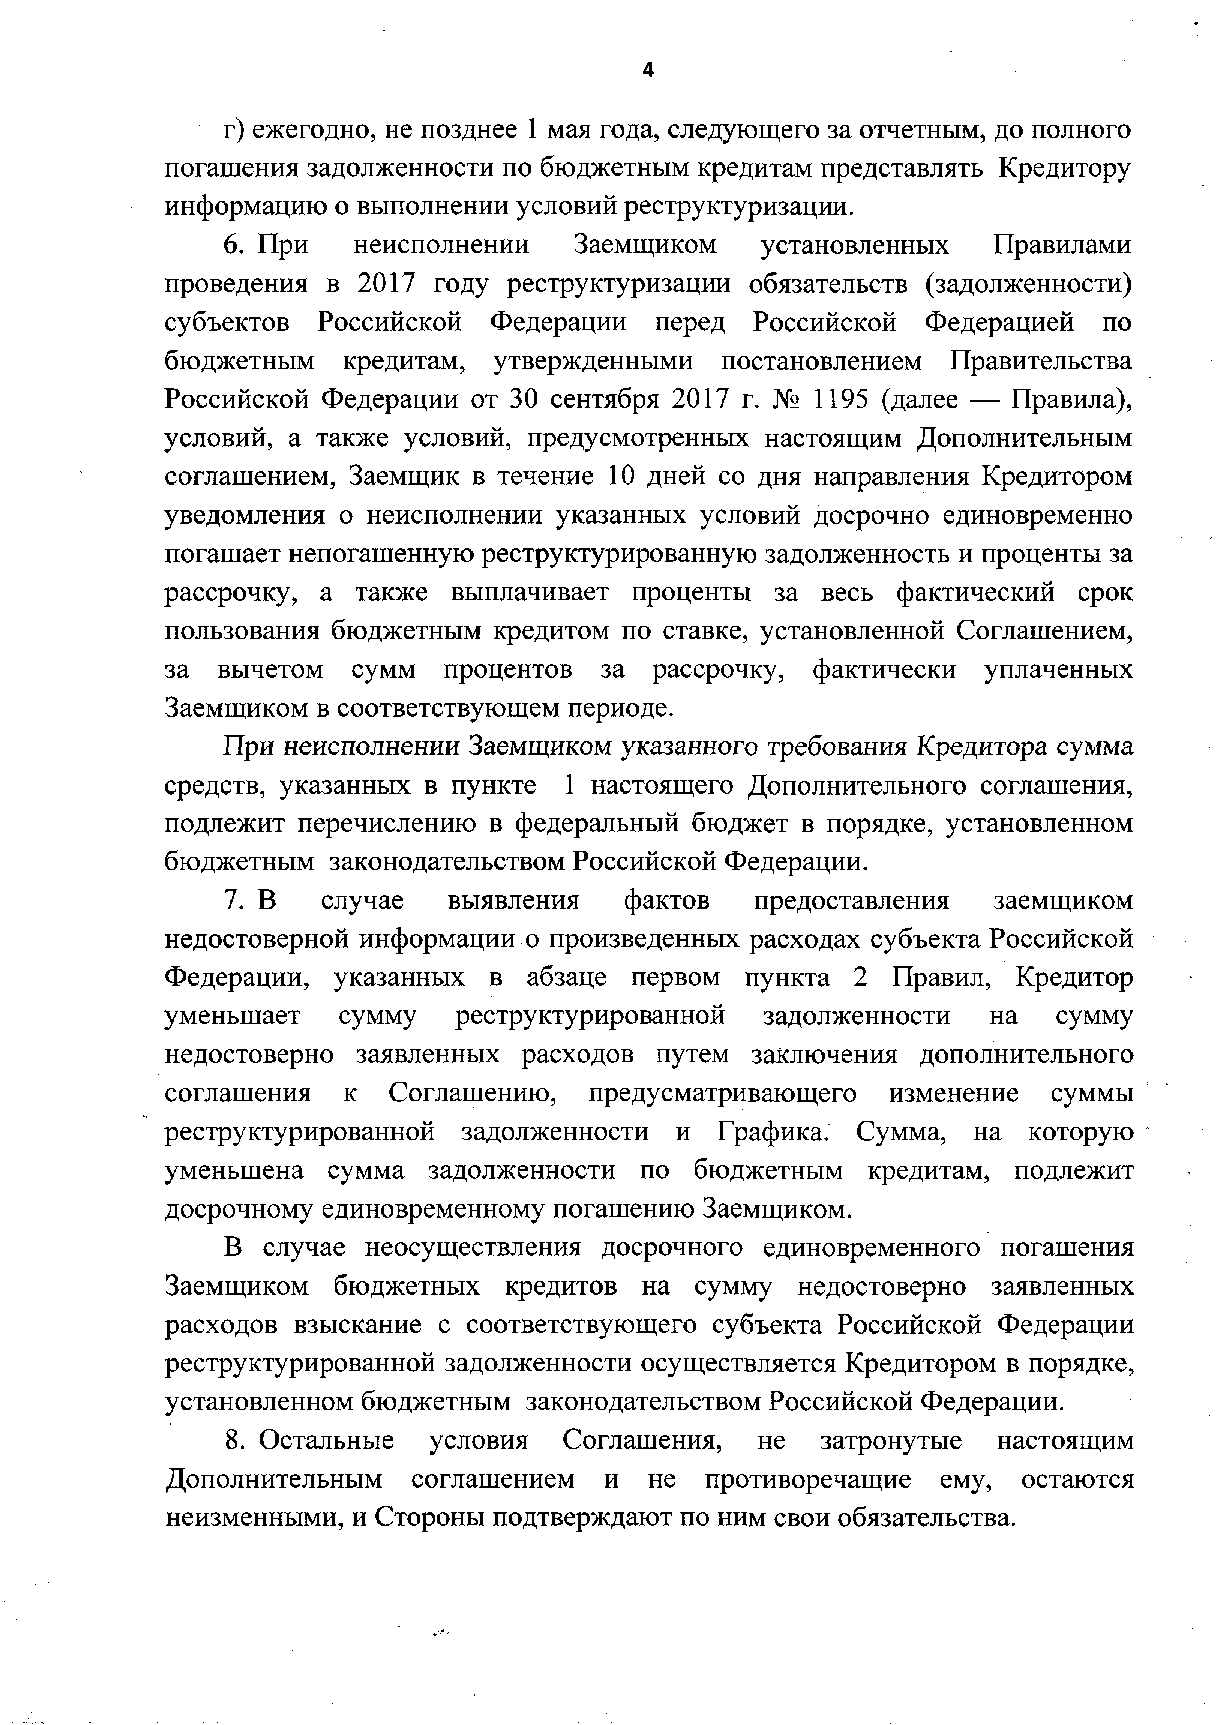 4
г) ежегодно, не позднее 1 мая года, следующего за отчетным, до полного
погашения задолженности по бюджетным кредитам представлять Кредитору
информацию о выполнении условий реструктуризации.
6. При неисполнении Заемщиком установленных Правилами
проведения в 2017 году реструктуризации обязательств (задолженности)
субъектов Российской Федерации перед Российской Федерацией по
бюджетным кредитам, утвержденными постановлением Правительства
Российской Федерации от 30 сентября 2017 г. № 1195 (далее — Правила),
условий, а также условий, предусмотренных настоящим Дополнительным
соглашением, Заемщик в течение 10 дней со дня направления Кредитором
уведомления о неисполнении указанных условий досрочно единовременно
погашает непогашенную реструктурированную задолженность и проценты за
рассрочку, а также выплачивает проценты за весь фактический срок
пользования бюджетным кредитом по ставке, установленной Соглашением,
за вычетом сумм процентов за рассрочку, фактически уплаченных
Заемщиком в соответствующем периоде.
При неисполнении Заемщиком указанного требования Кредитора сумма
средств, указанных в пункте 1 настоящего Дополнительного соглашения,
подлежит перечислению в федеральный бюджет в порядке, установленном
бюджетным законодательством Российской Федерации.
7. В случае выявления фактов предоставления заемщиком
недостоверной информации о произведенных расходах субъекта Российской
Федерации, указанных в абзаце первом пункта 2 Правил, Кредитор
уменьшает сумму реструктурированной задолженности на сумму
недостоверно заявленных расходов путем заключения дополнительного
соглашения к Соглашению, предусматривающего изменение суммы
реструктурированной задолженности и Графика. Сумма, на которую
уменьшена сумма задолженности по бюджетным кредитам, подлежит
досрочному единовременному погашению Заемщиком.
В случае неосуществления досрочного единовременного погашения
Заемщиком бюджетных кредитов на сумму недостоверно заявленных
расходов взыскание с соответствующего субъекта Российской Федерации
реструктурированной задолженности осуществляется Кредитором в порядке,
установленном бюджетным законодательством Российской Федерации.
8. Остальные условия Соглашения, не затронутые настоящим
Дополнительным соглашением и не противоречащие ему, остаются
неизменными, и Стороны подтверждают по ним свои обязательства.